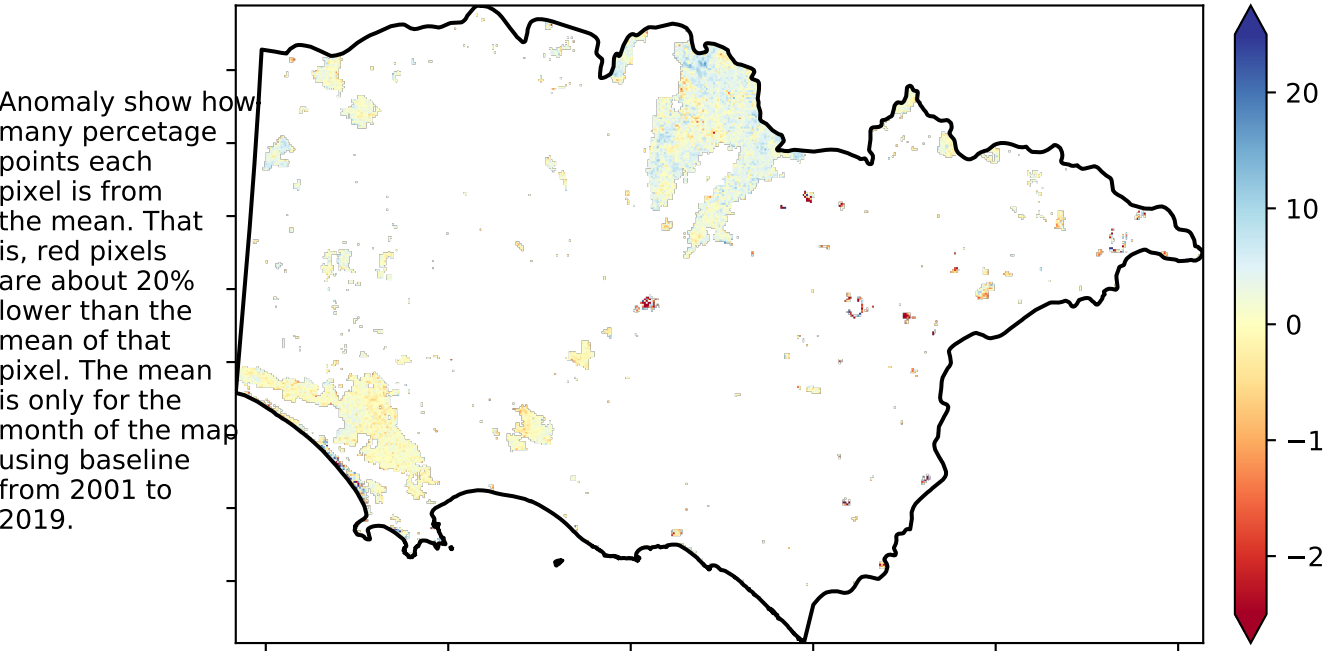 Anomaly show how
many percetage
points each
pixel is from
the mean. That
is, red pixels
are about 20%
lower than the
mean of that
pixel. The mean
is only for the
month of the map
using baseline
from 2001 to
2019.
20
10
0
−1
−2